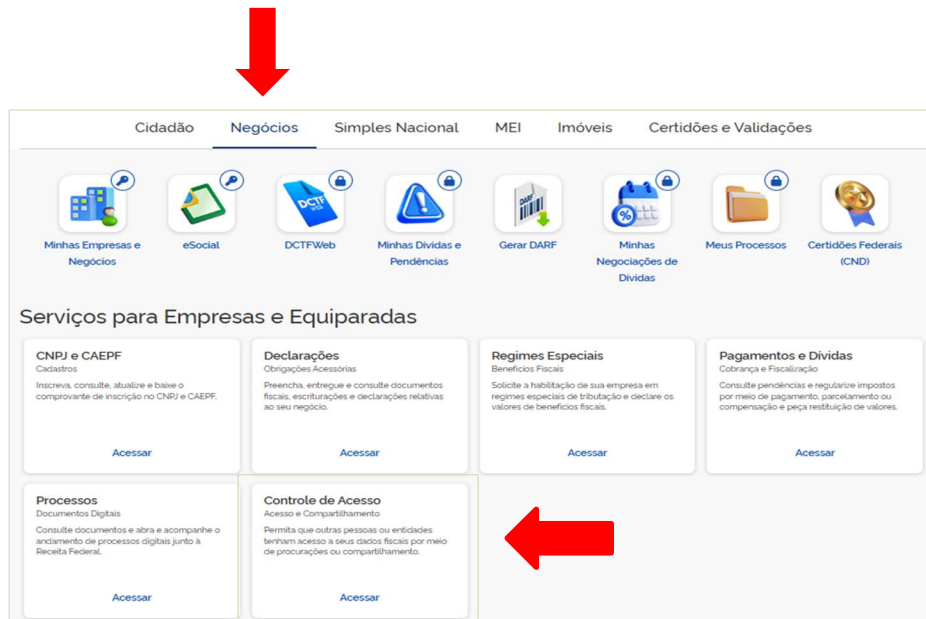 Cidadão Negócios Simples Nacional MEI Imóveis Certidões e Validações
DCTF
WEB
DARF
%
Minhas Empresas e
Negócios
eSocial
DCTFWeb
Minhas Dívidas e
Pendências
Gerar DARF
Minhas
Negociações de
Dívidas
Meus Processos
Certidões Federais
(CND)
Serviços para Empresas e Equiparadas
CNPJ e CAEPF
Cadastros
Inscreva, consulte, atualize e baixe o
comprovante de inscrição no CNPJ e CAEPF.
Acessar
Declarações
Obrigações Acessórias
Preencha, entregue e consulte documentos
fiscais, escriturações e declarações relativas
ao seu negócio.
Acessar
Regimes Especiais
Benefícios Fiscais
Solicite a habilitação de sua empresa em
regimes especiais de tributação e declare os
valores de benefícios fiscais.
Acessar
Pagamentos e Dívidas
Cobrança e Fiscalização
Consulte pendências e regularize impostos
por meio de pagamento, parcelamento ou
compensação e peça restituição de valores.
Acessar
Processos
Documentos Digitais
Consulte documentos e abra e acompanhe o
andamento de processos digitais junto à
Receita Federal.
Acessar
Controle de Acesso
Acesso e Compartilhamento
Permita que outras pessoas ou entidades
tenham acesso a seus dados fiscais por meio
de procurações ou compartilhamento.
Acessar